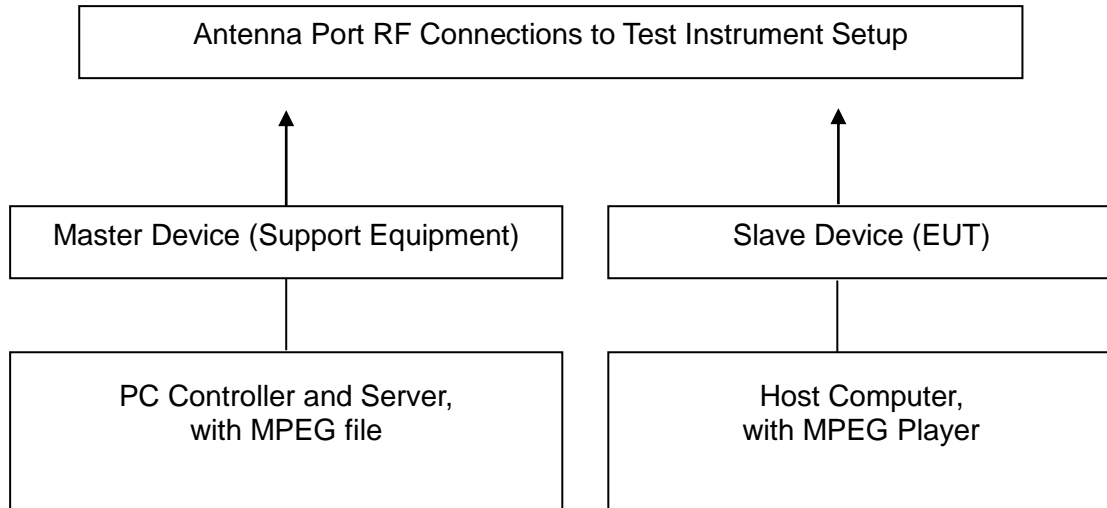 Antenna Port RF Connections to Test Instrument Setup
Master Device (Support Equipment)
Slave Device (EUT)
PC Controller and Server,
with MPEG file
Host Computer,
with MPEG Player